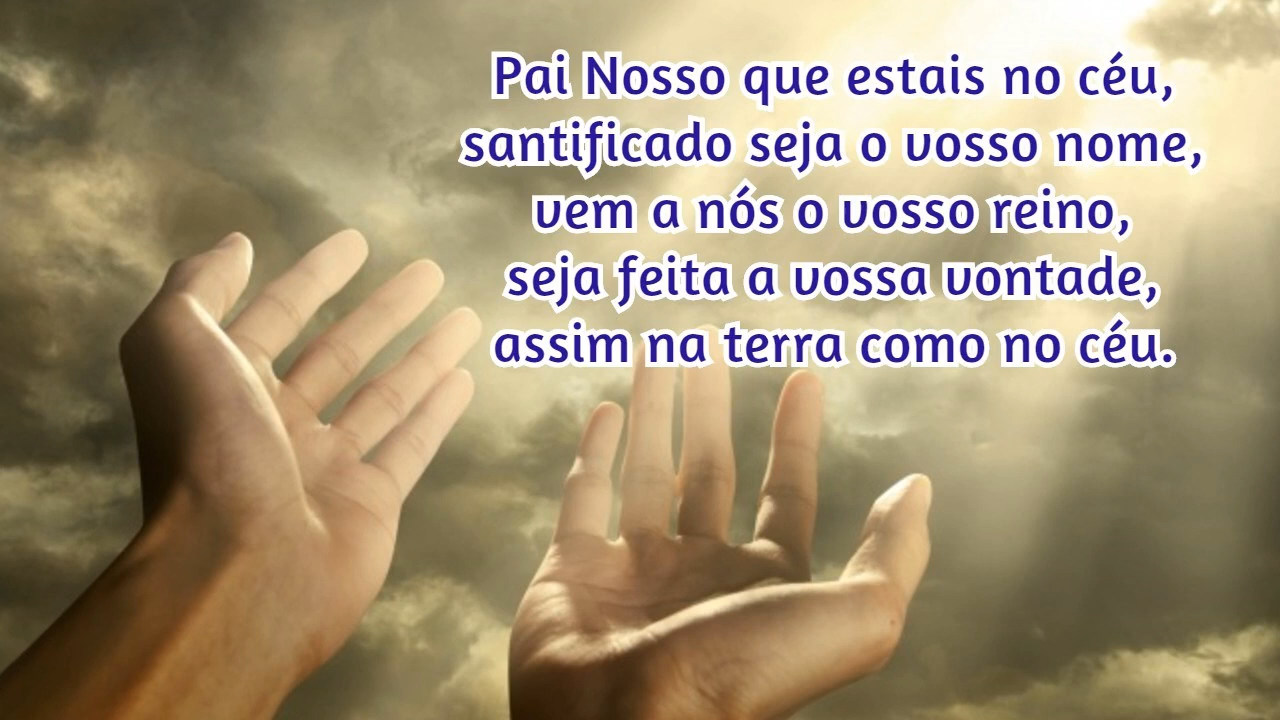 Pai Nosso que estais no céu,
santificado seja o vosso nome,
vem a nós o vosso reino,
seja feita a vossa vontade,
assim na terra como no céu.